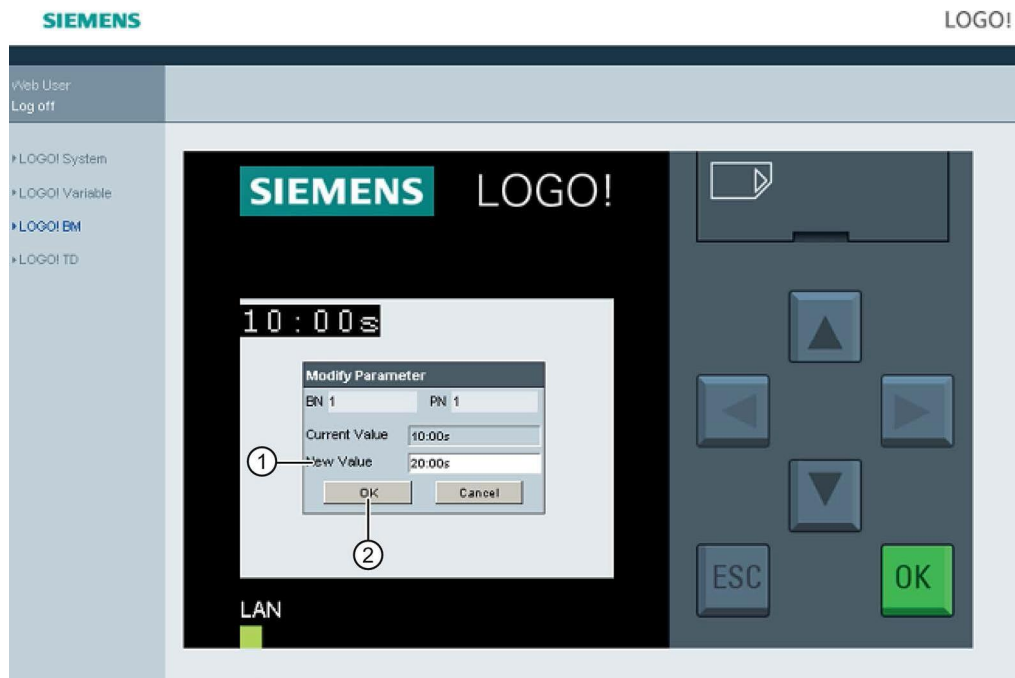 SIEMENS LOGO!
Web User
Log off
▸LOGO! System
▸LOGO! Variable
▸LOGO! BM
▸LOGO! TD
SIEMENS LOGO!
10:00s
Modify Parameter
BN 1 PN 1
Current Value 10:00s
1 New Value 20:00s
OK Cancel
2
ESC OK
LAN